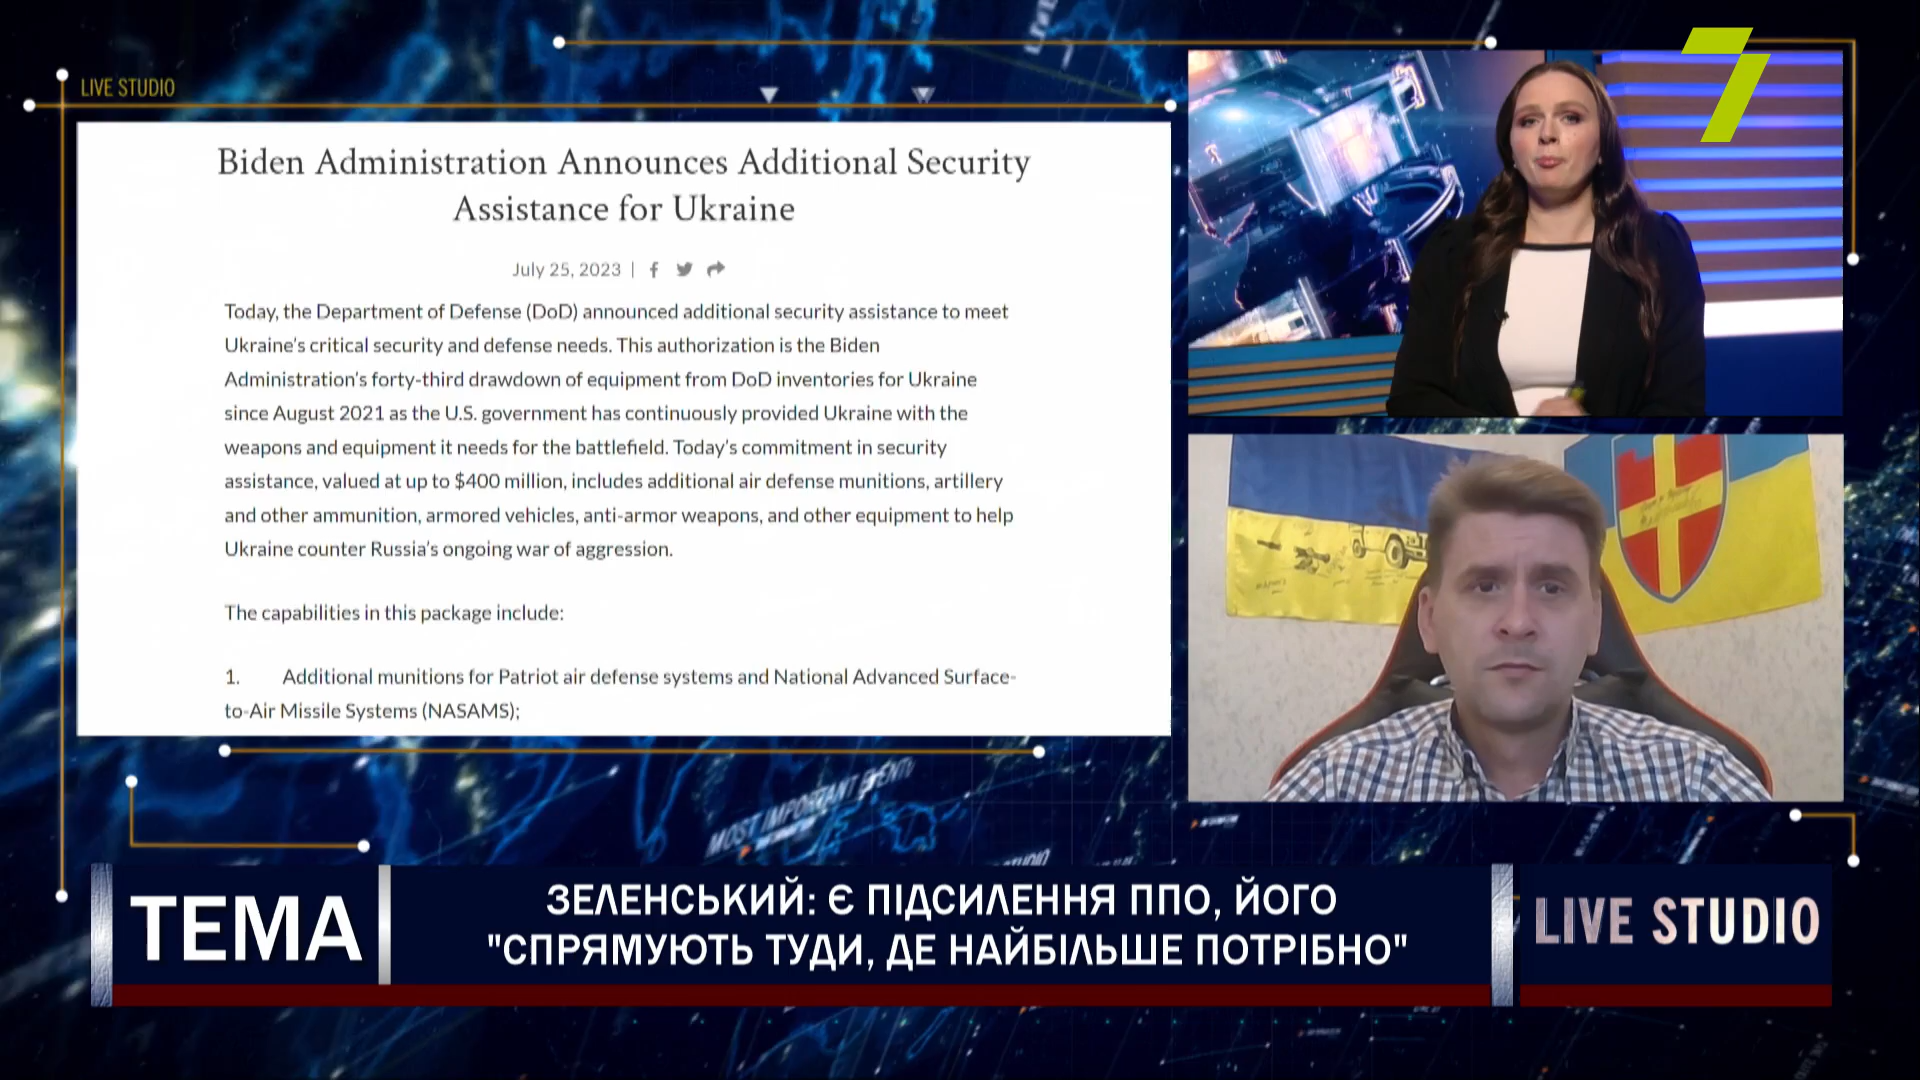 LIVE STUDIO
7
Biden Administration Announces Additional Security
Assistance for Ukraine
July 25, 2023 |
Today, the Department of Defense (DoD) announced additional security assistance to meet
Ukraine's critical security and defense needs. This authorization is the Biden
Administration's forty-third drawdown of equipment from DoD inventories for Ukraine
since August 2021 as the U.S. government has continuously provided Ukraine with the
weapons and equipment it needs for the battlefield. Today's commitment in security
assistance, valued at up to $400 million, includes additional air defense munitions, artillery
and other ammunition, armored vehicles, anti-armor weapons, and other equipment to help
Ukraine counter Russia's ongoing war of aggression.
The capabilities in this package include:
1. Additional munitions for Patriot air defense systems and National Advanced Surface-
to-Air Missile Systems (NASAMS);
MOST IMPORTANT EVENT
ТЕМА
ЗЕЛЕНСЬКИЙ: Є ПІДСИЛЕННЯ ППО, ЙОГО
"СПРЯМУЮТЬ ТУДИ, ДЕ НАЙБІЛЬШЕ ПОТРІБНО"
LIVE STUDIO